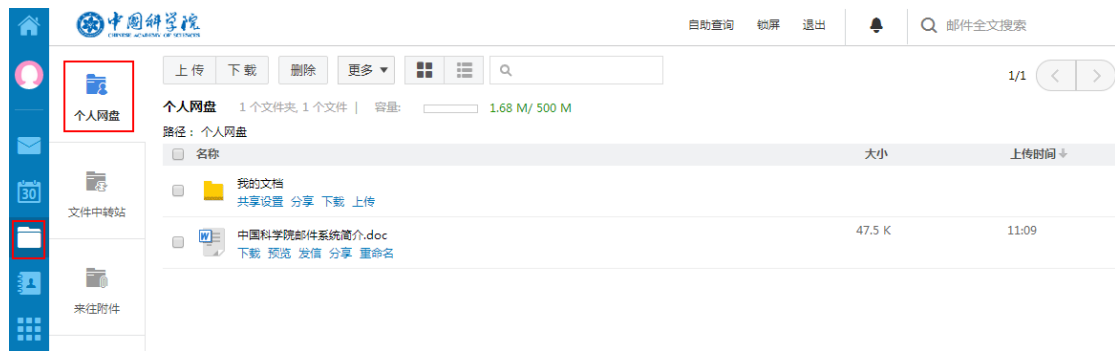 中国科学院
CHINESE ACADEMY OF SCIENCES
自助查询 锁屏 退出 邮件全文搜索
个人网盘
文件中转站
来往附件
30
上传 下载 删除 更多
1/1
个人网盘 1 个文件夹, 1 个文件 | 容量: 1.68 M/ 500 M
路径： 个人网盘
名称 大小 上传时间
我的文档
共享设置 分享 下载 上传
中国科学院邮件系统简介.doc 47.5 K 11:09
下载 预览 发信 分享 重命名